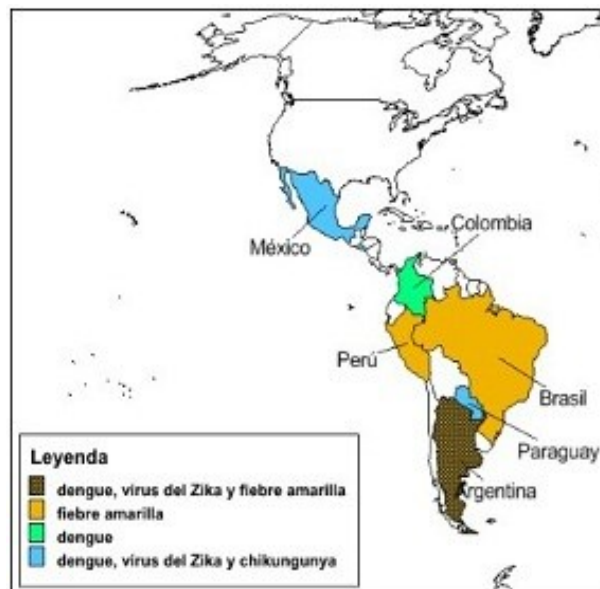 Colombia
México
Perú
Brasil
Paraguay
Argentina
Leyenda
dengue, virus del Zika y fiebre amarilla
fiebre amarilla
dengue
dengue, virus del Zika y chikungunya